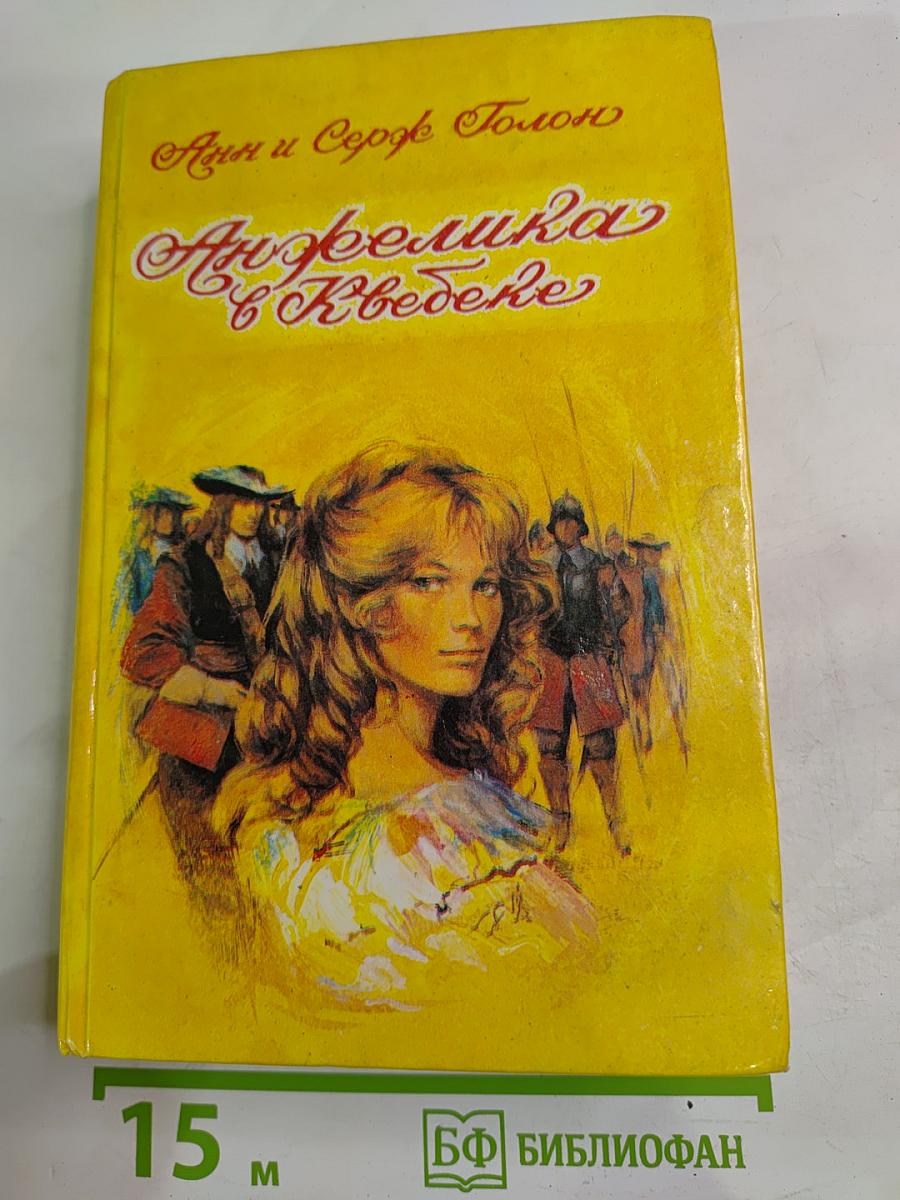 Анн и Серж Голон
Анжелика
в Квебеке
15 м
БФ БИБЛИОФАН